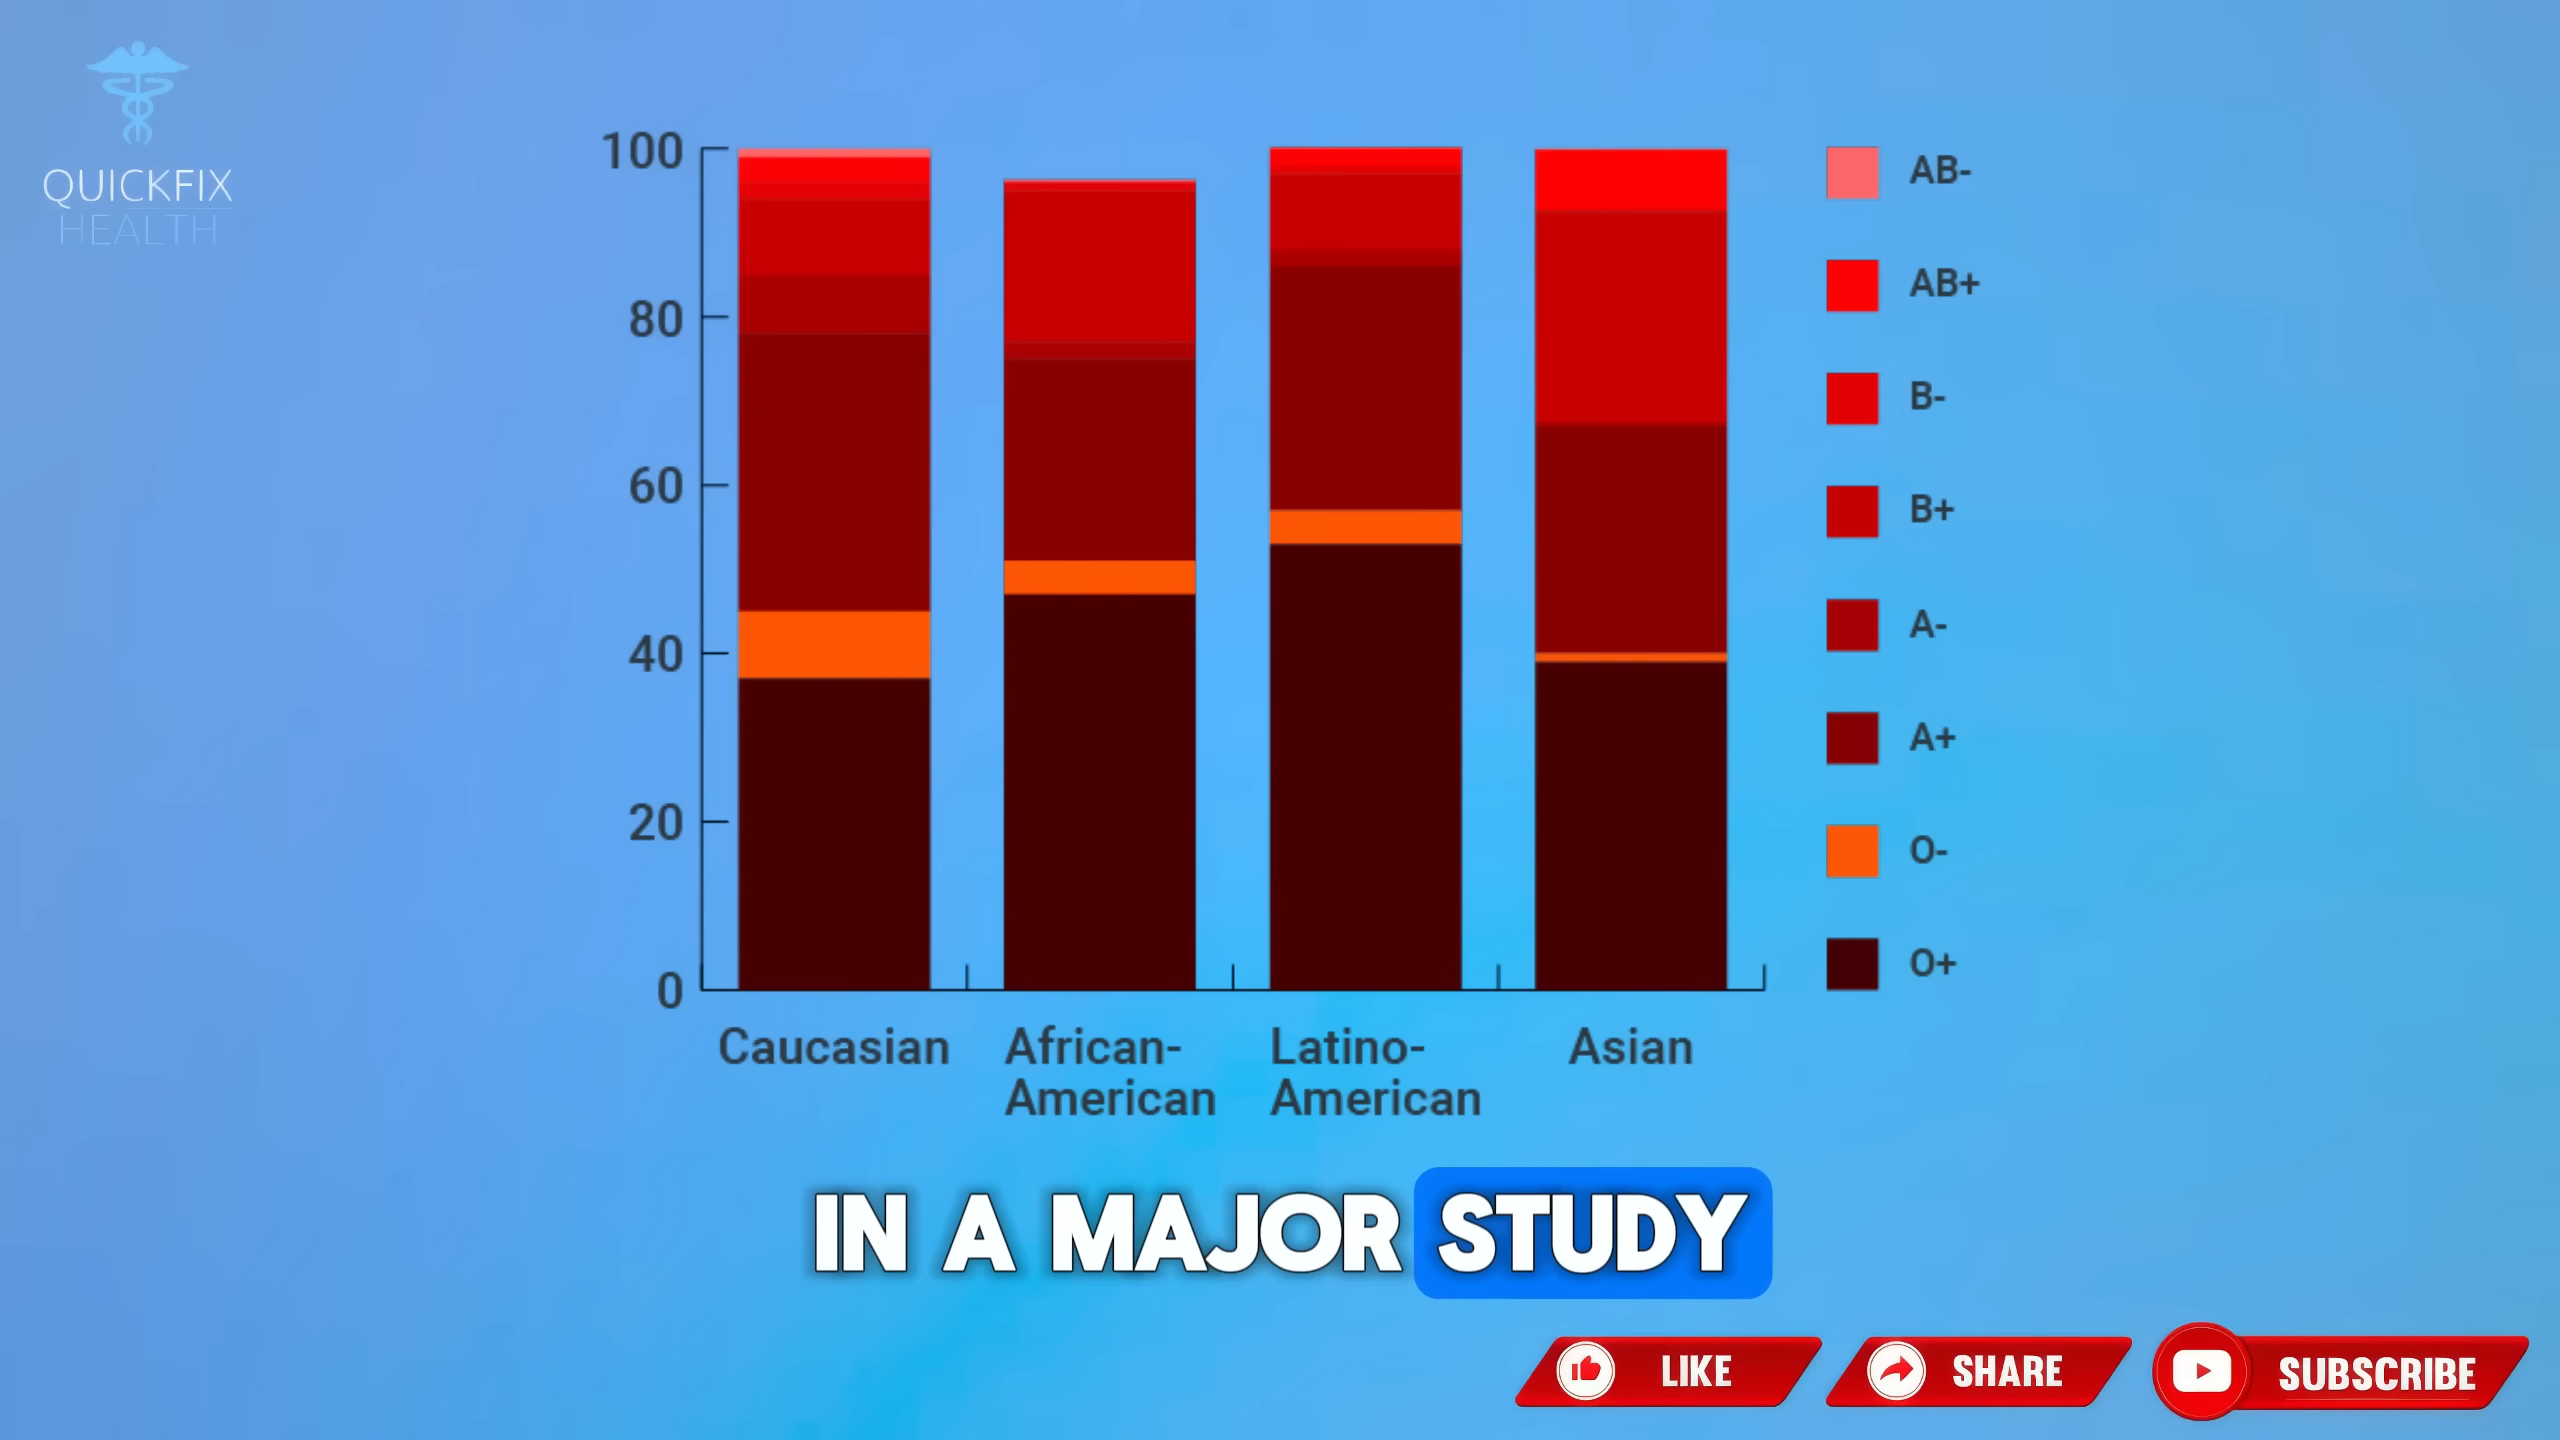 QUICKFIX
HEALTH
100
80
60
40
20
0
Caucasian
African-
American
Latino-
American
Asian
AB-
AB+
B-
B+
A-
A+
O-
O+
IN A MAJOR STUDY
LIKE
SHARE
SUBSCRIBE